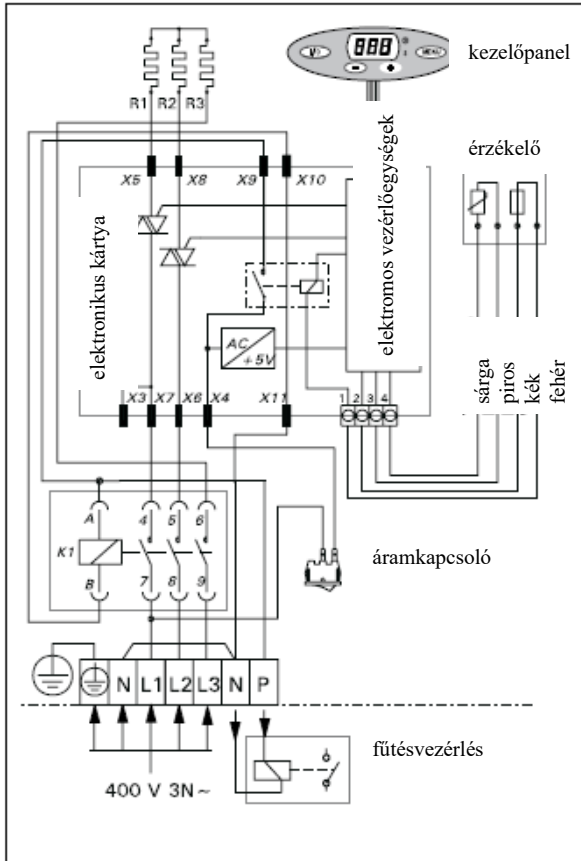 888
MENU
kezelőpanel
R1 R2 R3
érzékelő
X5 X8 X9 X10
elektronikus kártya
elektromos vezérlőegységek
AC
+5V
X3 X7 X6 X4 X11
1 2 3 4
sárga
piros
kék
fehér
A 4 5 6
K1
B 7 8 9
áramkapcsoló
N L1 L2 L3 N P
fűtésvezérlés
400 V 3N ~